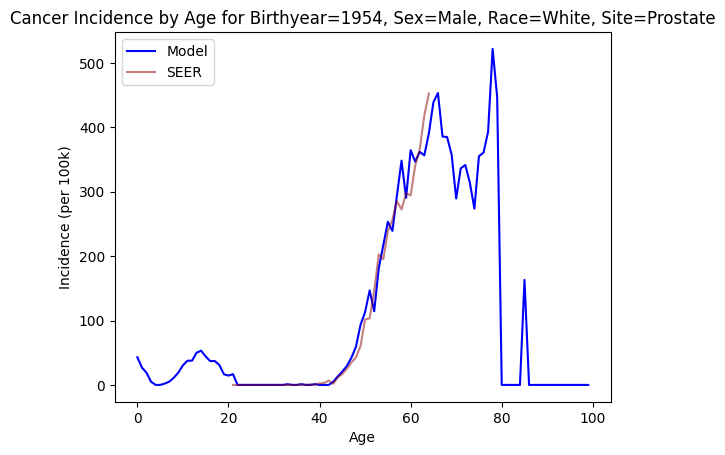 Cancer Incidence by Age for Birthyear=1954, Sex=Male, Race=White, Site=Prostate
Model
SEER
500
400
300
200
100
0
Incidence (per 100k)
0 20 40 60 80 100
Age